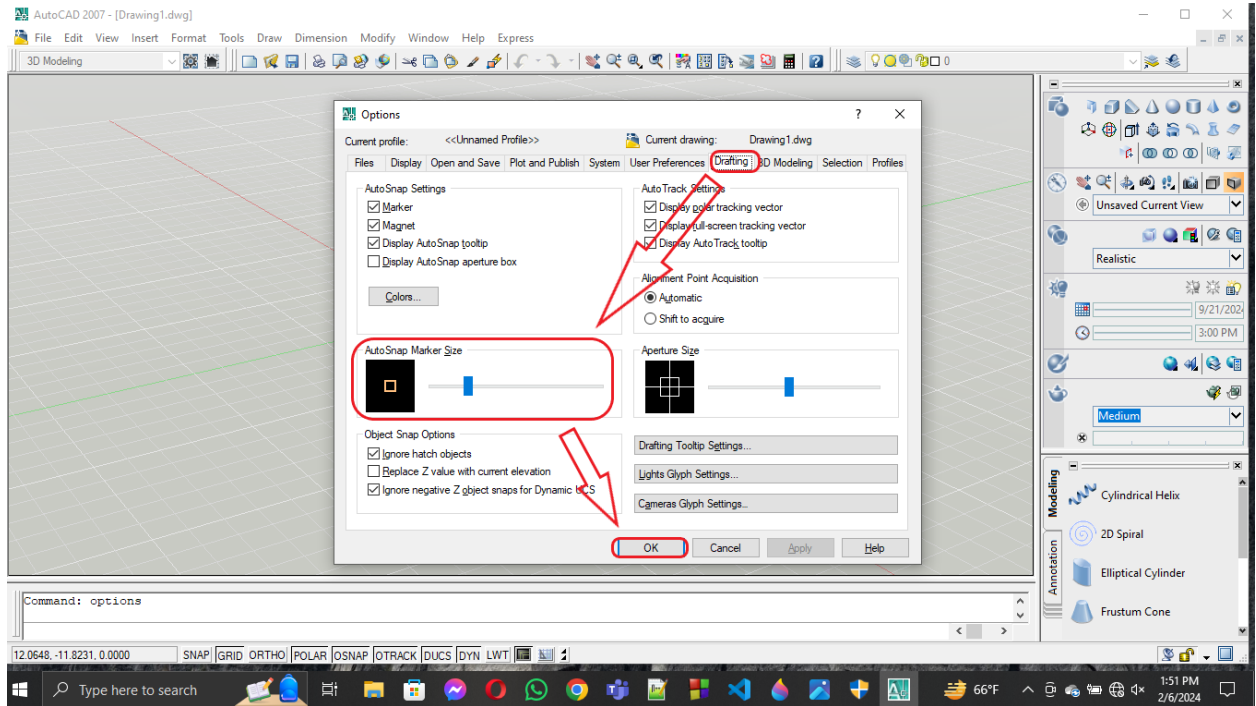 AutoCAD 2007 - [Drawing1.dwg]
File Edit View Insert Format Tools Draw Dimension Modify Window Help Express
3D Modeling
0
Options
Current profile: <<Unnamed Profile>> Current drawing: Drawing1.dwg
Files Display Open and Save Plot and Publish System User Preferences Drafting 3D Modeling Selection Profiles
AutoSnap Settings
Marker
Magnet
Display AutoSnap tooltip
Display AutoSnap aperture box
Colors...
AutoTrack Settings
Display polar tracking vector
Display full-screen tracking vector
Display AutoTrack tooltip
Alignment Point Acquisition
Automatic
Shift to acquire
AutoSnap Marker Size
Aperture Size
Object Snap Options
Ignore hatch objects
Replace Z value with current elevation
Ignore negative Z object snaps for Dynamic UCS
Drafting Tooltip Settings...
Lights Glyph Settings...
Cameras Glyph Settings...
OK Cancel Apply Help
Unsaved Current View
Realistic
9/21/2024
3:00 PM
Medium
Modeling
Annotation
Cylindrical Helix
2D Spiral
Elliptical Cylinder
Frustum Cone
Command: options
12.0648, -11.8231, 0.0000 SNAP GRID ORTHO POLAR OSNAP OTRACK DUCS DYN LWT
Type here to search
66°F
1:51 PM
2/6/2024